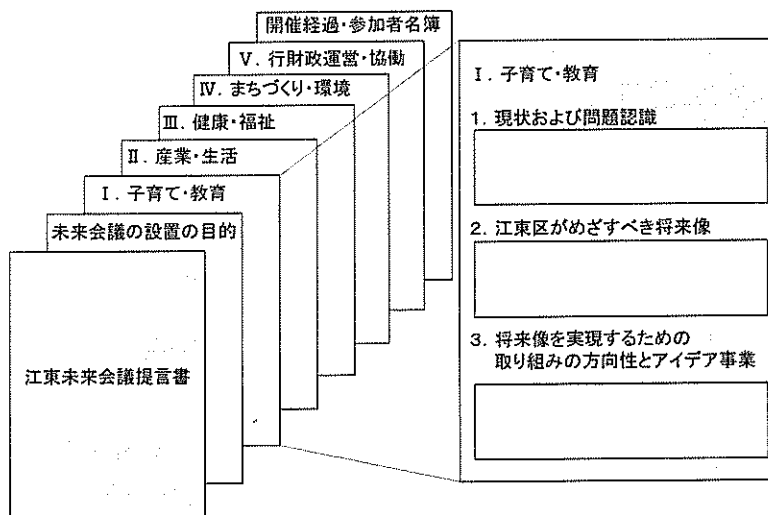 開催経過・参加者名簿
Ⅴ．行財政運営・協働
Ⅳ．まちづくり・環境
Ⅲ．健康・福祉
Ⅱ．産業・生活
Ⅰ．子育て・教育
未来会議の設置の目的
江東未来会議提言書
Ⅰ．子育て・教育
1．現状および問題認識
2．江東区がめざすべき将来像
3．将来像を実現するための
取り組みの方向性とアイデア事業